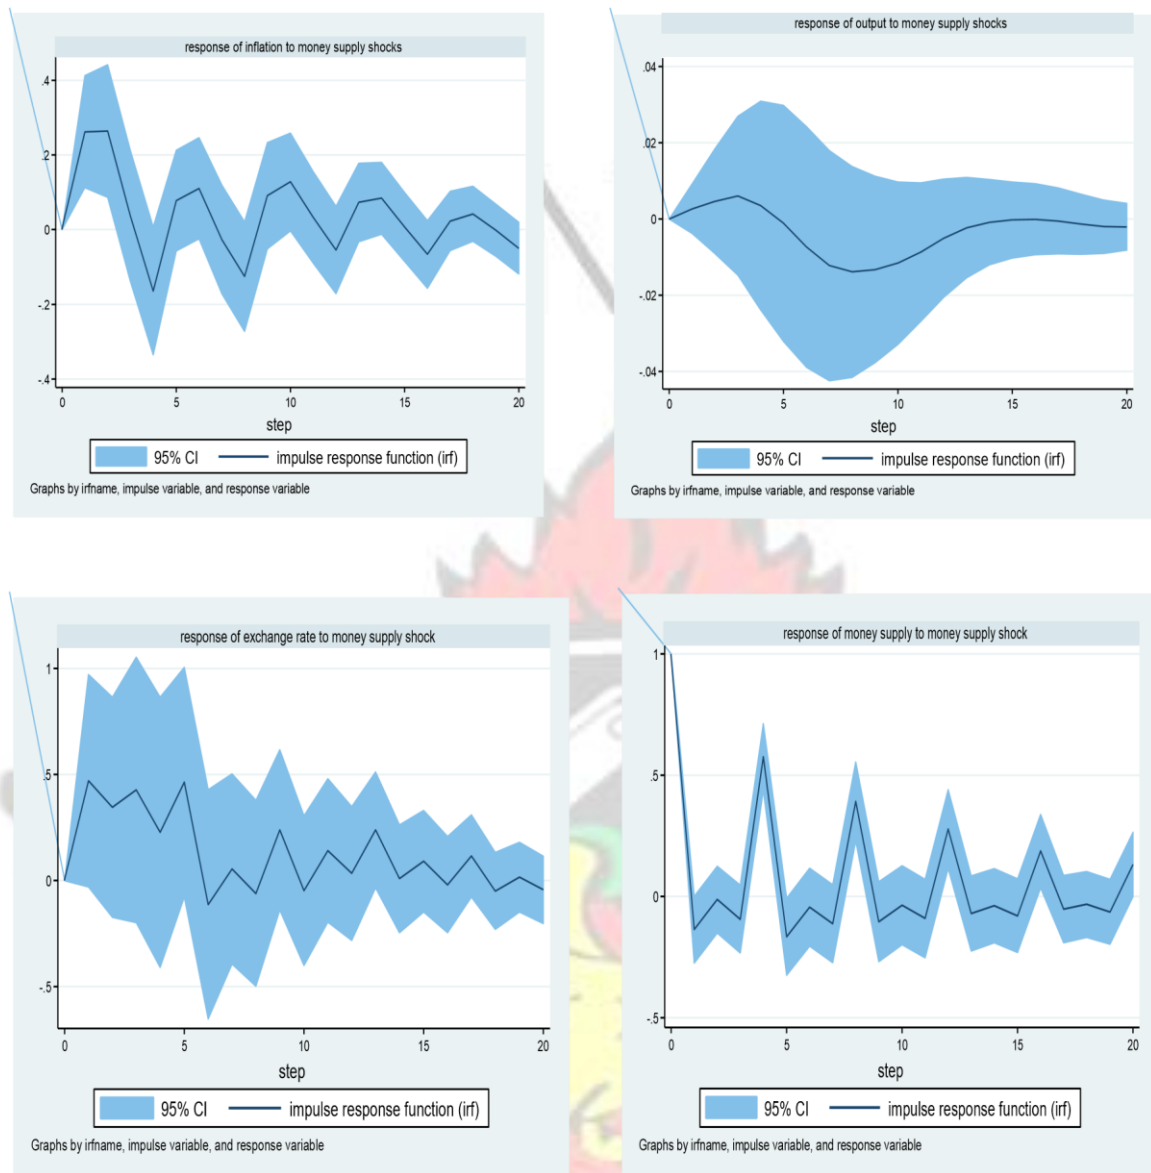 response of inflation to money supply shocks
.4
.2
0
-.2
-.4
0 5 10 15 20
step
95% CI impulse response function (irf)
Graphs by irfname, impulse variable, and response variable
response of output to money supply shocks
.04
.02
0
-.02
-.04
0 5 10 15 20
step
95% CI impulse response function (irf)
Graphs by irfname, impulse variable, and response variable
response of exchange rate to money supply shock
1
.5
0
-.5
0 5 10 15 20
step
95% CI impulse response function (irf)
Graphs by irfname, impulse variable, and response variable
response of money supply to money supply shock
1
.5
0
-.5
0 5 10 15 20
step
95% CI impulse response function (irf)
Graphs by irfname, impulse variable, and response variable